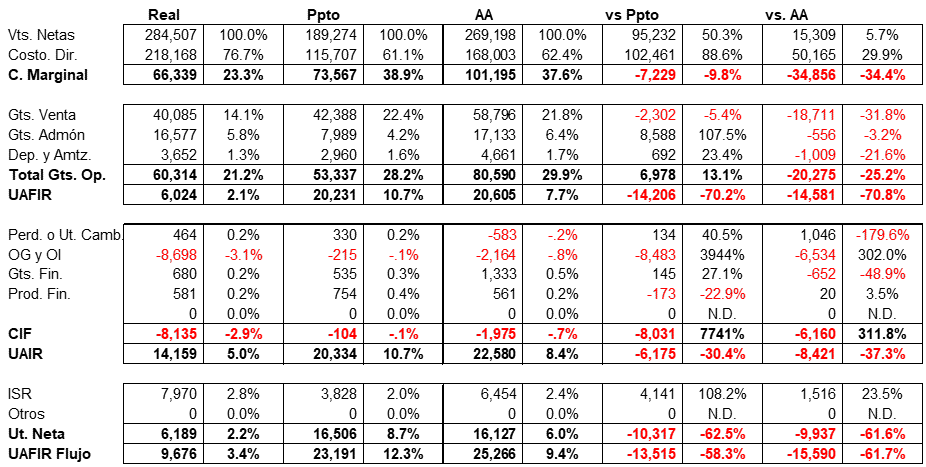 Real Ppto AA vs Ppto vs. AA
Vts. Netas 284,507 100.0% 189,274 100.0% 269,198 100.0% 95,232 50.3% 15,309 5.7%
Costo. Dir. 218,168 76.7% 115,707 61.1% 168,003 62.4% 102,461 88.6% 50,165 29.9%
C. Marginal 66,339 23.3% 73,567 38.9% 101,195 37.6% -7,229 -9.8% -34,856 -34.4%
Gts. Venta 40,085 14.1% 42,388 22.4% 58,796 21.8% -2,302 -5.4% -18,711 -31.8%
Gts. Admón 16,577 5.8% 7,989 4.2% 17,133 6.4% 8,588 107.5% -556 -3.2%
Dep. y Amtz. 3,652 1.3% 2,960 1.6% 4,661 1.7% 692 23.4% -1,009 -21.6%
Total Gts. Op. 60,314 21.2% 53,337 28.2% 80,590 29.9% 6,978 13.1% -20,275 -25.2%
UAFIR 6,024 2.1% 20,231 10.7% 20,605 7.7% -14,206 -70.2% -14,581 -70.8%
Perd. o Ut. Camb. 464 0.2% 330 0.2% -583 -.2% 134 40.5% 1,046 -179.6%
OG y OI -8,698 -3.1% -215 -.1% -2,164 -.8% -8,483 3944% -6,534 302.0%
Gts. Fin. 680 0.2% 535 0.3% 1,333 0.5% 145 27.1% -652 -48.9%
Prod. Fin. 581 0.2% 754 0.4% 561 0.2% -173 -22.9% 20 3.5%
0 0.0% 0 0.0% 0 0.0% 0 N.D. 0 N.D.
CIF -8,135 -2.9% -104 -.1% -1,975 -.7% -8,031 7741% -6,160 311.8%
UAIR 14,159 5.0% 20,334 10.7% 22,580 8.4% -6,175 -30.4% -8,421 -37.3%
ISR 7,970 2.8% 3,828 2.0% 6,454 2.4% 4,141 108.2% 1,516 23.5%
Otros 0 0.0% 0 0.0% 0 0.0% 0 N.D. 0 N.D.
Ut. Neta 6,189 2.2% 16,506 8.7% 16,127 6.0% -10,317 -62.5% -9,937 -61.6%
UAFIR Flujo 9,676 3.4% 23,191 12.3% 25,266 9.4% -13,515 -58.3% -15,590 -61.7%